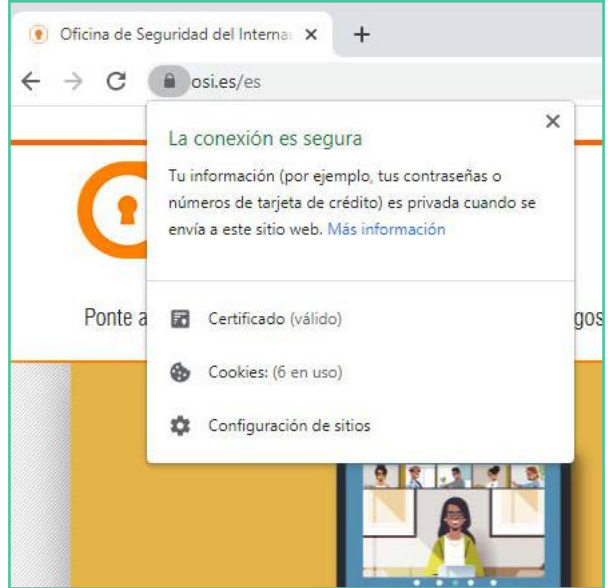 Oficina de Seguridad del Interna
osi.es/es
La conexión es segura
Tu información (por ejemplo, tus contraseñas o
números de tarjeta de crédito) es privada cuando se
envía a este sitio web. Más información
Ponte a
gos
Certificado (válido)
Cookies: (6 en uso)
Configuración de sitios